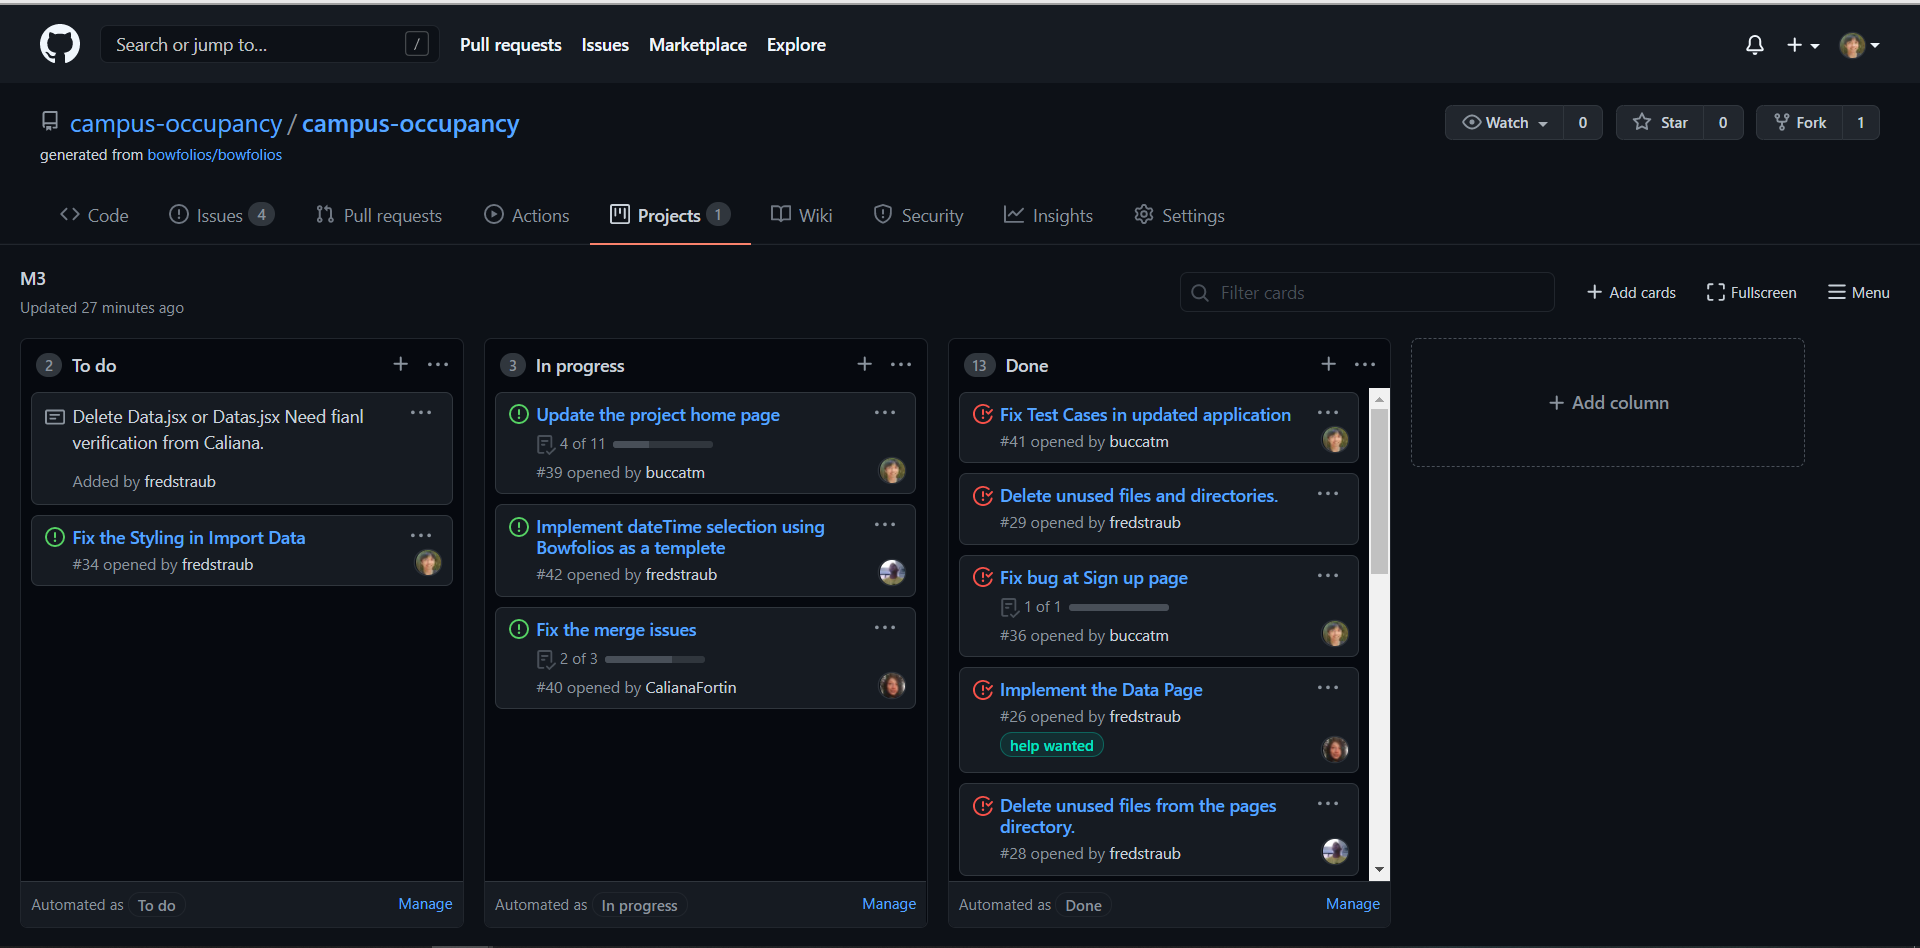 Search or jump to...
/
Pull requests
Issues
Marketplace
Explore
campus-occupancy / campus-occupancy
generated from bowfolios/bowfolios
Watch 0
Star 0
Fork 1
Code
Issues 4
Pull requests
Actions
Projects 1
Wiki
Security
Insights
Settings
M3
Updated 27 minutes ago
Filter cards
Add cards
Fullscreen
Menu
2 To do
Delete Data.jsx or Datas.jsx Need fianl
verification from Caliana.
Added by fredstraub
Fix the Styling in Import Data
#34 opened by fredstraub
Automated as To do
Manage
3 In progress
Update the project home page
4 of 11
#39 opened by buccatm
Implement dateTime selection using
Bowfolios as a templete
#42 opened by fredstraub
Fix the merge issues
2 of 3
#40 opened by CalianaFortin
Automated as In progress
Manage
13 Done
Fix Test Cases in updated application
#41 opened by buccatm
Delete unused files and directories.
#29 opened by fredstraub
Fix bug at Sign up page
1 of 1
#36 opened by buccatm
Implement the Data Page
#26 opened by fredstraub
help wanted
Delete unused files from the pages
directory.
#28 opened by fredstraub
Automated as Done
Manage
+ Add column